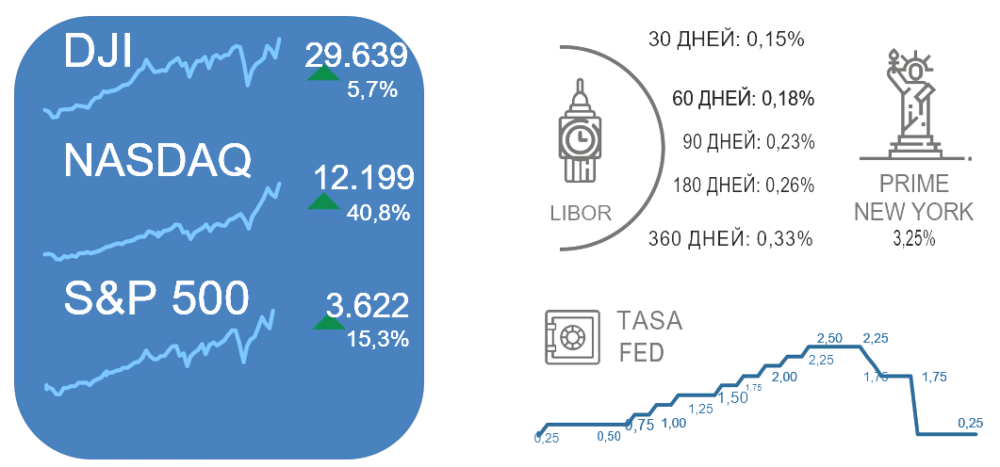 DJI
29.639
5,7%
NASDAQ
12.199
40,8%
S&P 500
3.622
15,3%
30 ДНЕЙ: 0,15%
60 ДНЕЙ: 0,18%
90 ДНЕЙ: 0,23%
180 ДНЕЙ: 0,26%
360 ДНЕЙ: 0,33%
LIBOR
PRIME
NEW YORK
3,25%
TASA
FED
0,25
0,50
0,75
1,00
1,25
1,50
1,75
2,00
2,25
2,50
2,25
1,75
1,75
0,25